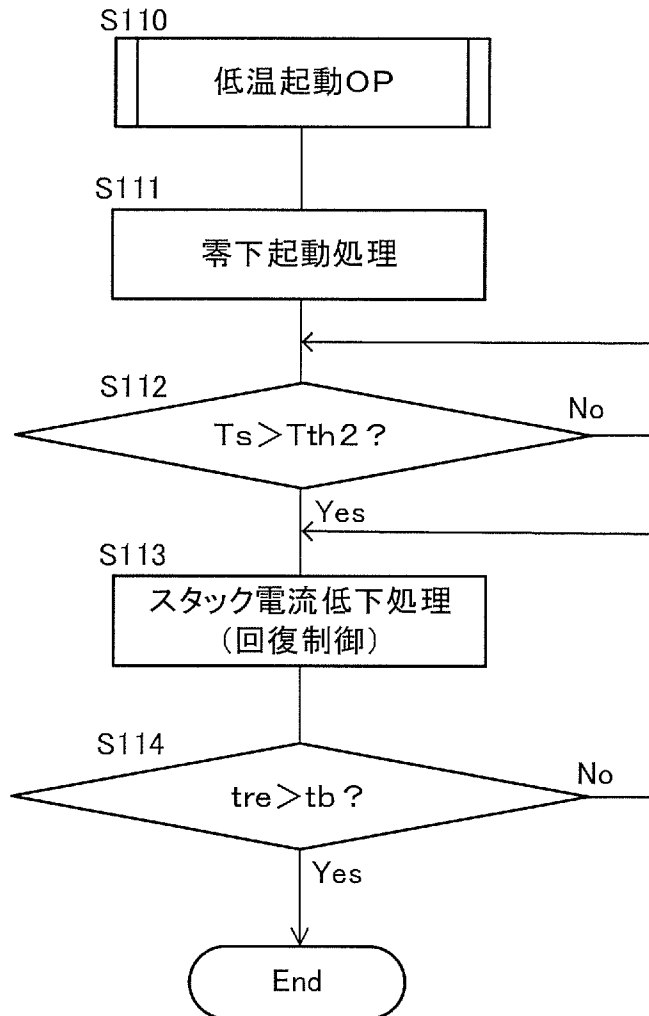 S110
低温起動OP
S111
零下起動処理
S112
Ts＞Tth2？
No
Yes
S113
スタック電流低下処理
（回復制御）
S114
tre＞tb？
No
Yes
End